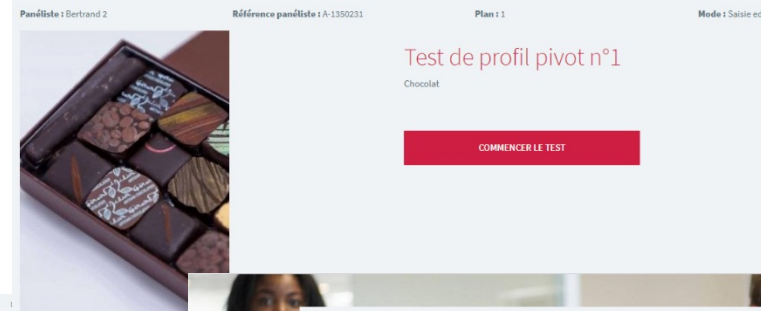 Panéliste : Bertrand 2
Référence panéliste : A-1350231
Plan : 1
Mode : Saisie ed
Test de profil pivot n°1
Chocolat
COMMENCER LE TEST